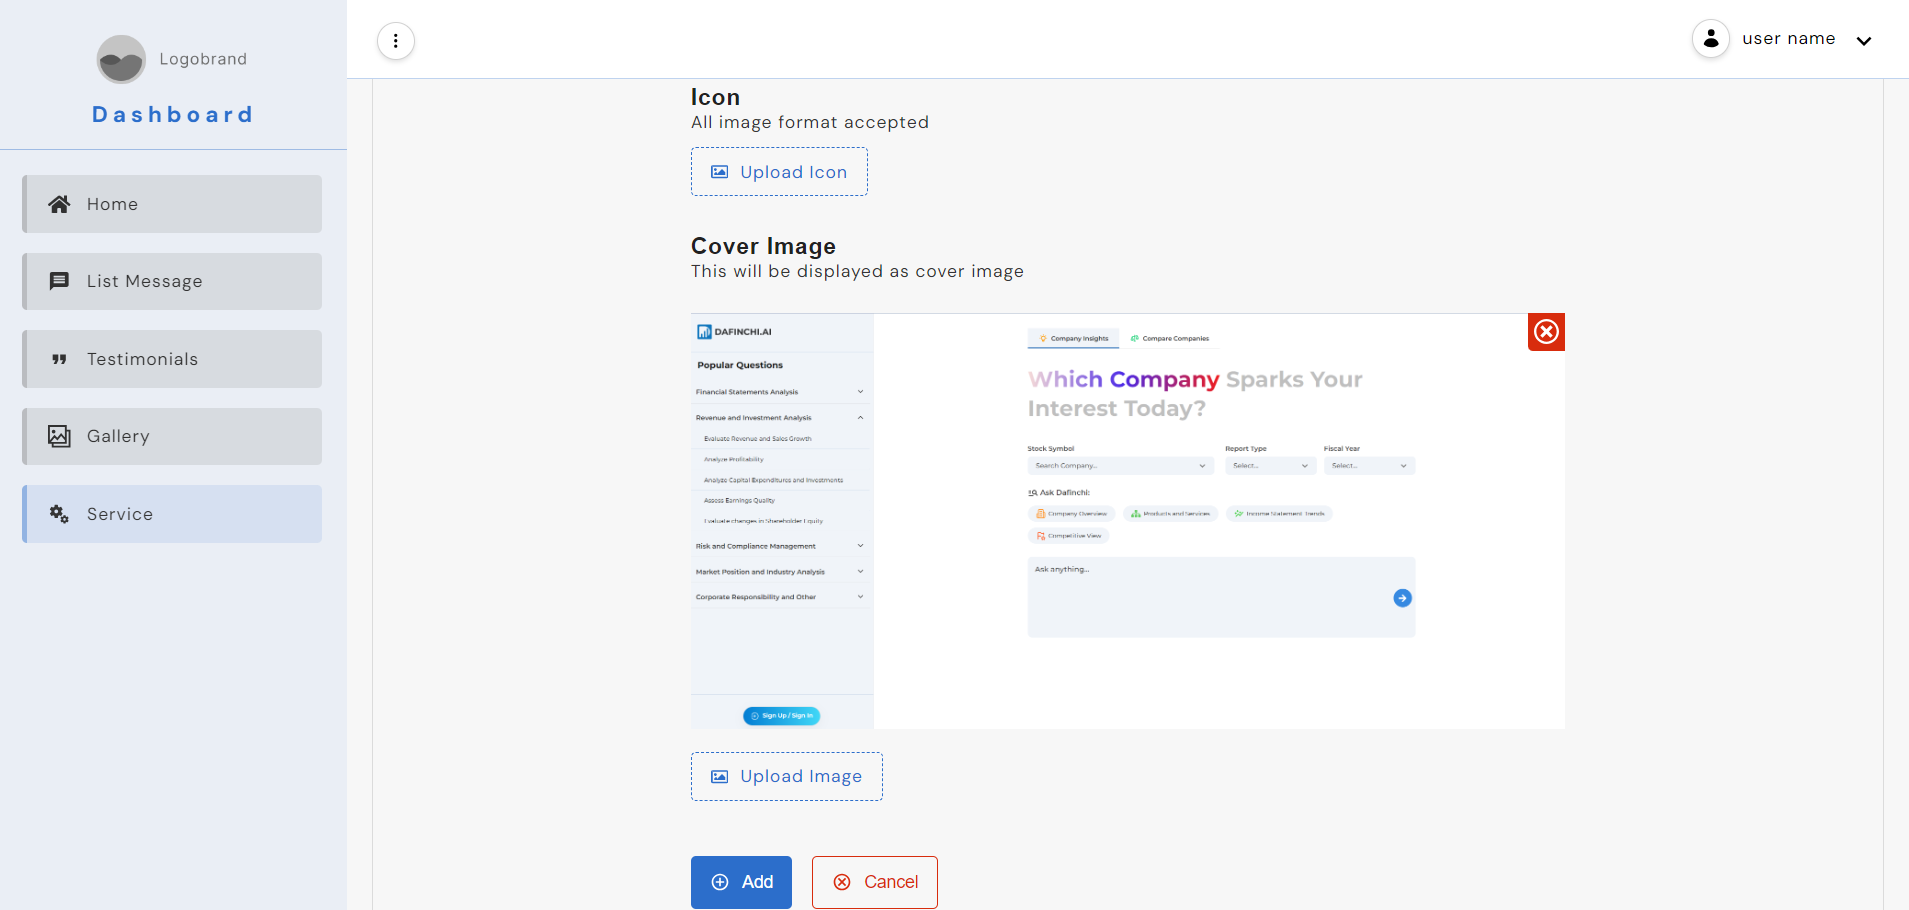 Logobrand
Dashboard
Home
List Message
Testimonials
Gallery
Service
user name
Icon
All image format accepted
Upload Icon
Cover Image
This will be displayed as cover image
DAFINCHI.AI
Popular Questions
Financial Statements Analysis
Revenue and Investment Analysis
Evaluate Revenue and Sales Growth
Analyze Profitability
Analyze Capital Expenditures and Investments
Assess Earnings Quality
Evaluate changes in Shareholder Equity
Risk and Compliance Management
Market Position and Industry Analysis
Corporate Responsibility and Other
Sign Up / Sign In
Company Insights
Compare Companies
Which Company Sparks Your
Interest Today?
Stock Symbol
Report Type
Fiscal Year
Search Company...
Select...
Select...
Ask Dafinchi:
Company Overview
Products and Services
Income Statement Trends
Competitive View
Ask anything...
Upload Image
Add
Cancel